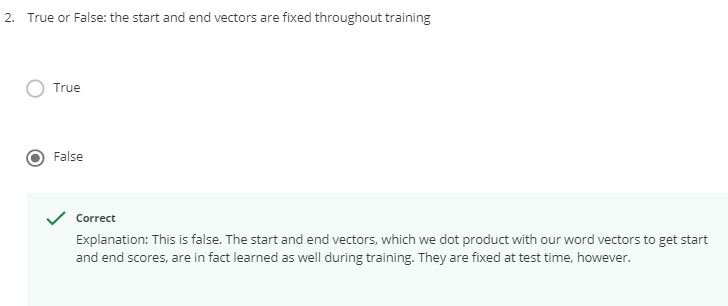 2. True or False: the start and end vectors are fixed throughout training
True
False
Correct
Explanation: This is false. The start and end vectors, which we dot product with our word vectors to get start
and end scores, are in fact learned as well during training. They are fixed at test time, however.